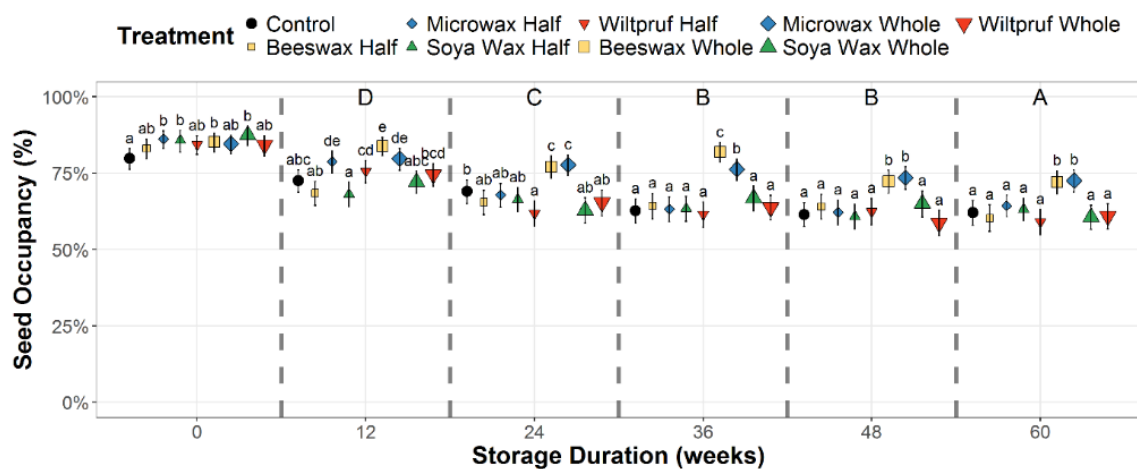 Treatment
Control
Microwax Half
Wiltpruf Half
Microwax Whole
Wiltpruf Whole
Beeswax Half
Soya Wax Half
Beeswax Whole
Soya Wax Whole
Seed Occupancy (%)
100%
75%
50%
25%
0%
D
C
B
B
A
a
ab
b
b
ab
b
ab
b
ab
abc
ab
de
a
cd
e
de
abc
bcd
b
ab
ab
ab
a
c
c
ab
ab
a
a
a
a
a
c
b
a
a
a
a
a
a
a
b
b
a
a
a
a
a
a
a
b
b
a
a
0
12
24
36
48
60
Storage Duration (weeks)